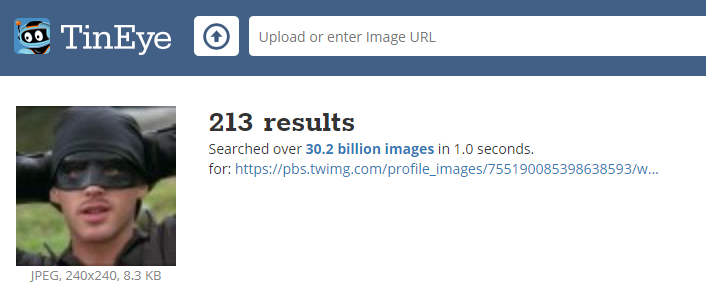 TinEye
Upload or enter Image URL
213 results
Searched over 30.2 billion images in 1.0 seconds.
for: https://pbs.twimg.com/profile_images/755190085398638593/w...
JPEG, 240x240, 8.3 KB